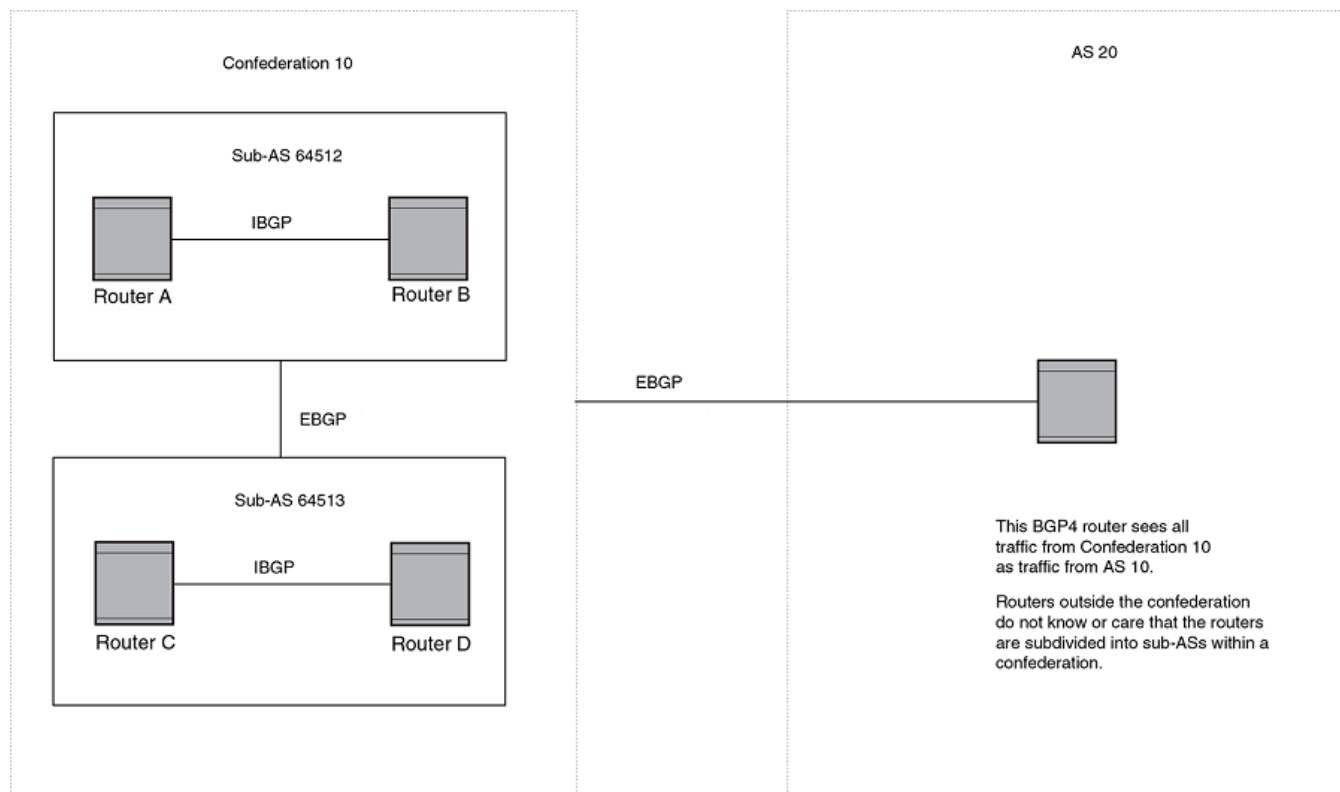 Confederation 10
AS 20
Sub-AS 64512
IBGP
Router A
Router B
EBGP
EBGP
Sub-AS 64513
IBGP
Router C
Router D
This BGP4 router sees all
traffic from Confederation 10
as traffic from AS 10.
Routers outside the confederation
do not know or care that the routers
are subdivided into sub-ASs within a
confederation.